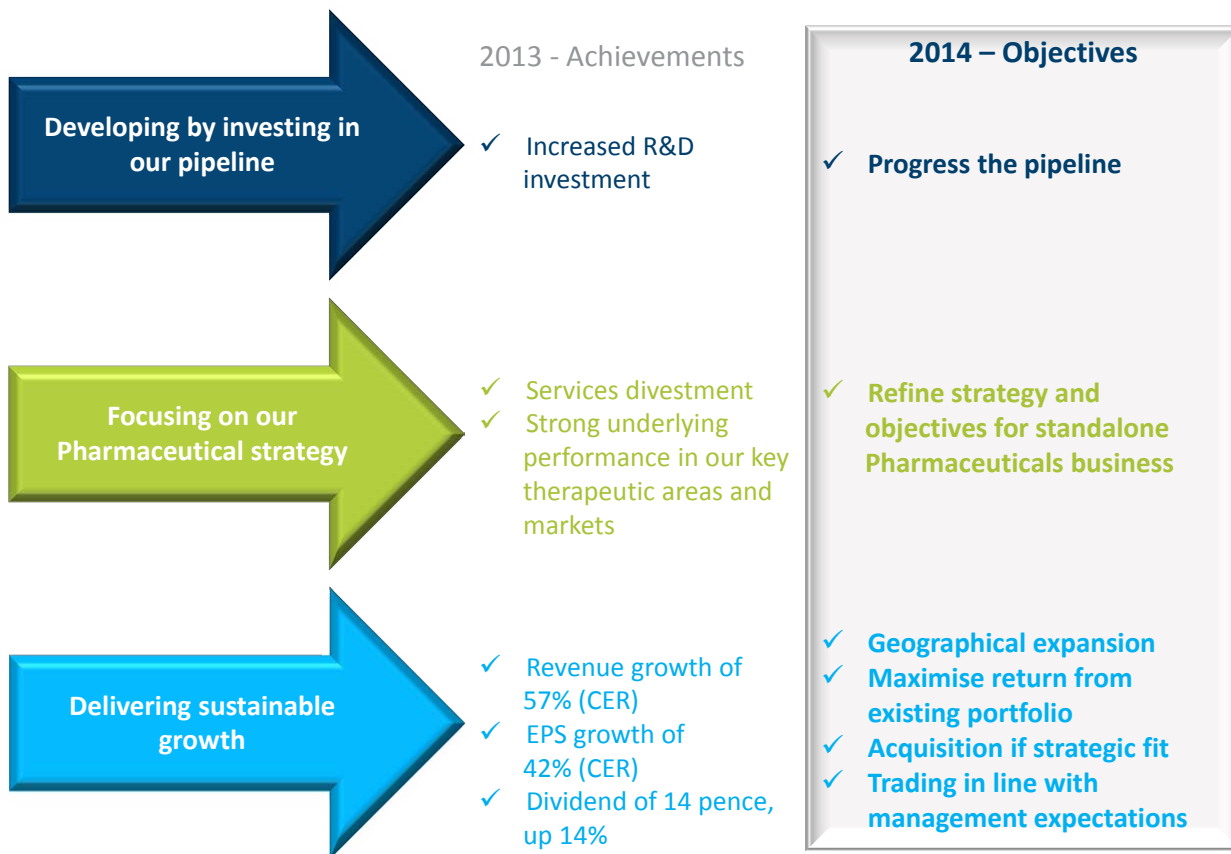 2013 - Achievements
2014 – Objectives
Developing by investing in
our pipeline
✓ Increased R&D
investment
✓ Progress the pipeline
Focusing on our
Pharmaceutical strategy
✓ Services divestment
✓ Strong underlying
performance in our key
therapeutic areas and
markets
✓ Refine strategy and
objectives for standalone
Pharmaceuticals business
Delivering sustainable
growth
✓ Revenue growth of
57% (CER)
✓ EPS growth of
42% (CER)
✓ Dividend of 14 pence,
up 14%
✓ Geographical expansion
✓ Maximise return from
existing portfolio
✓ Acquisition if strategic fit
✓ Trading in line with
management expectations